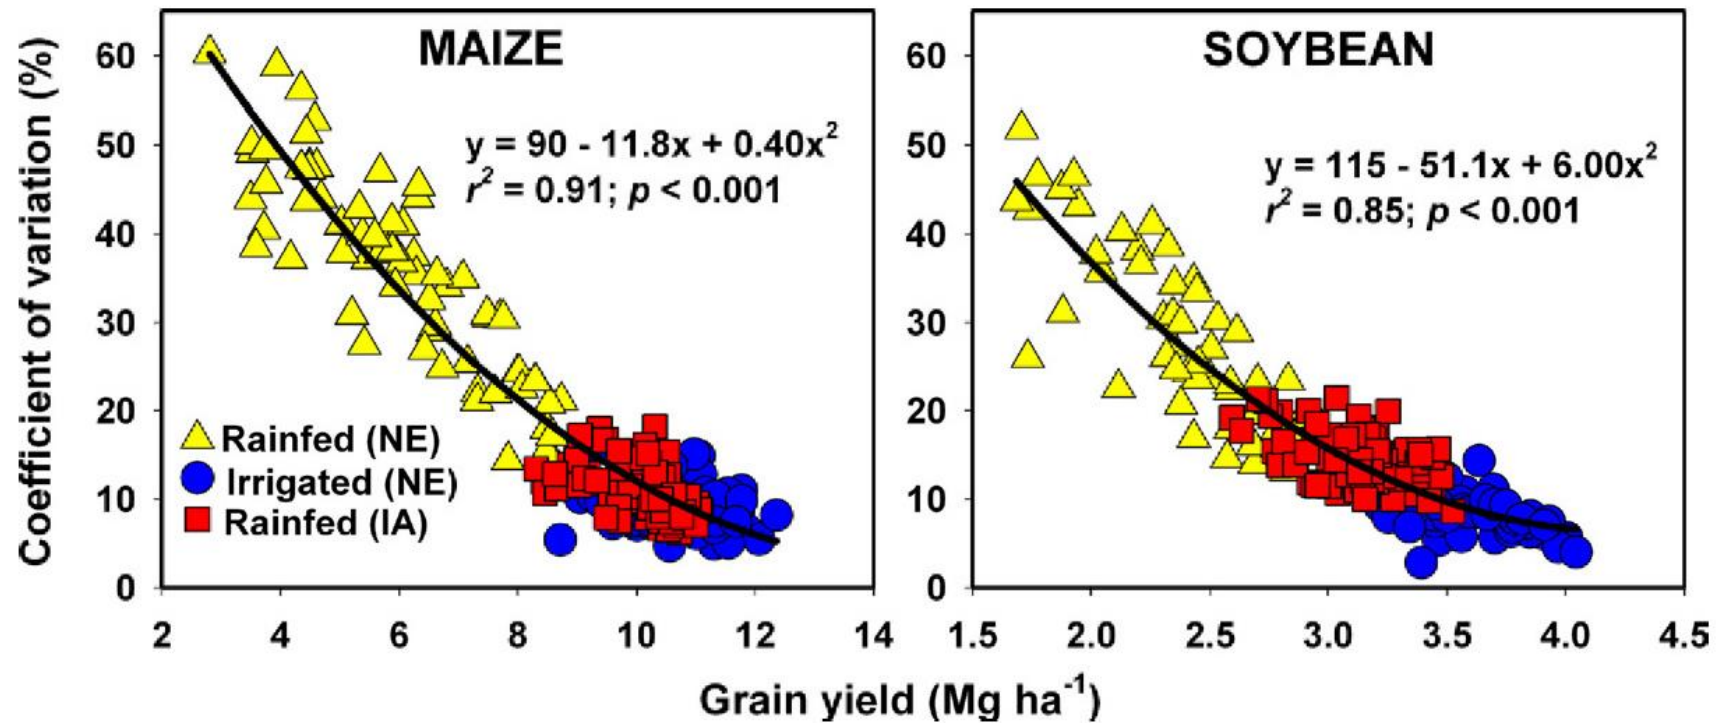 Coefficient of variation (%)
MAIZE
y = 90 - 11.8x + 0.40x²
r² = 0.91; p < 0.001
60
50
40
30
20
10
0
Rainfed (NE)
Irrigated (NE)
Rainfed (IA)
2 4 6 8 10 12 14
SOYBEAN
y = 115 - 51.1x + 6.00x²
r² = 0.85; p < 0.001
60
50
40
30
20
10
0
1.5 2.0 2.5 3.0 3.5 4.0 4.5
Grain yield (Mg ha⁻¹)